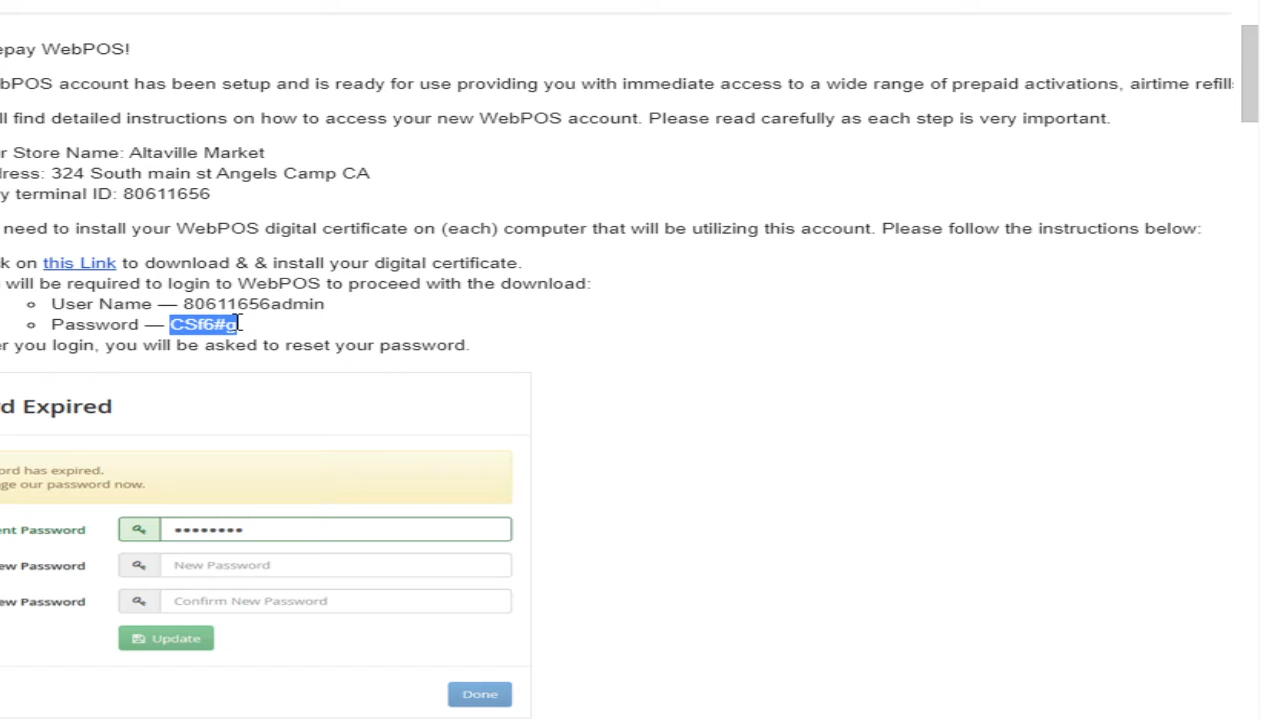 epay WebPOS!
bPOS account has been setup and is ready for use providing you with immediate access to a wide range of prepaid activations, airtime refill
ll find detailed instructions on how to access your new WebPOS account. Please read carefully as each step is very important.
r Store Name: Altaville Market
dress: 324 South main st Angels Camp CA
y terminal ID: 80611656
need to install your WebPOS digital certificate on (each) computer that will be utilizing this account. Please follow the instructions below:
k on this Link to download & & install your digital certificate.
will be required to login to WebPOS to proceed with the download:
User Name — 80611656admin
Password — CSf6#g
er you login, you will be asked to reset your password.
d Expired
ord has expired.
ge our password now.
ent Password ••••••••
ew Password New Password
ew Password Confirm New Password
Update
Done